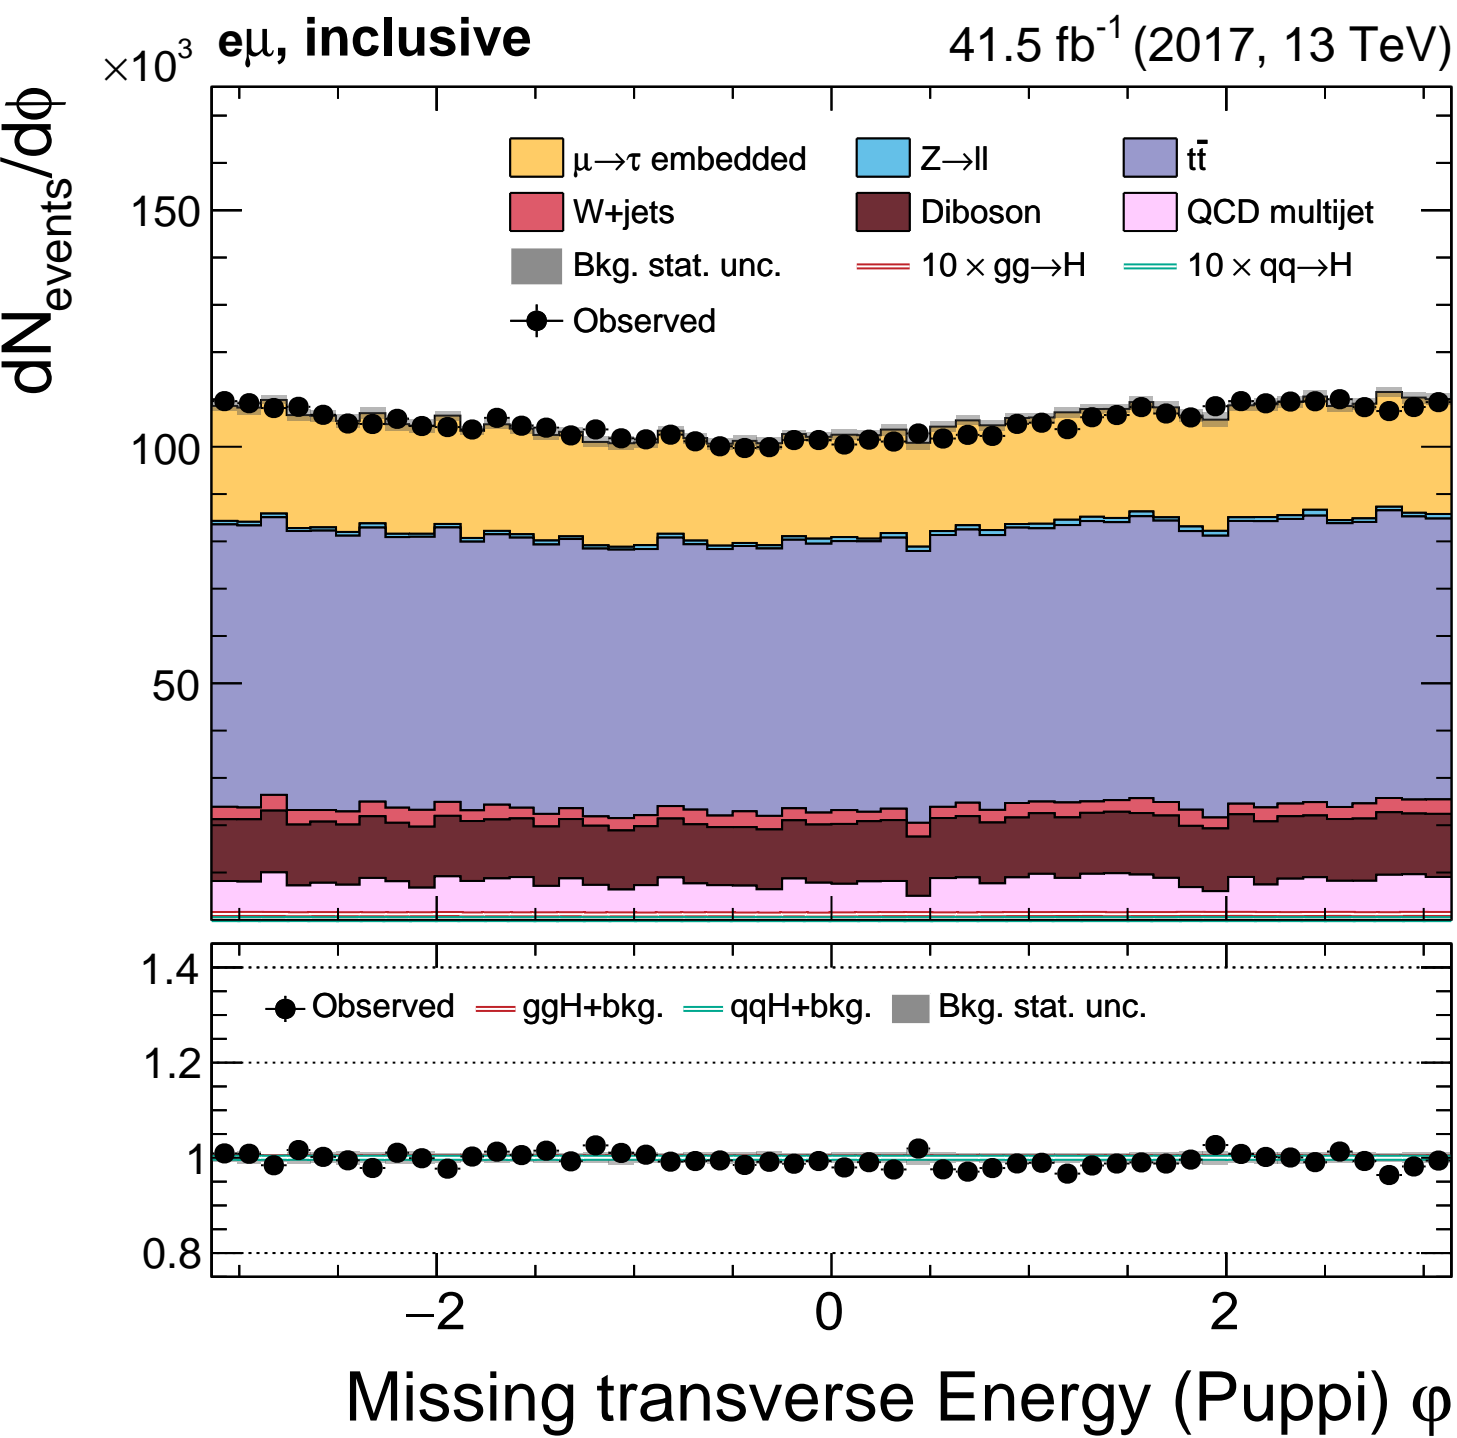 ×10³ eμ, inclusive 41.5 fb⁻¹ (2017, 13 TeV)
dN_events/dϕ
μ→τ embedded Z→ll tt̄
W+jets Diboson QCD multijet
Bkg. stat. unc. 10 × gg→H 10 × qq→H
Observed
150
100
50
1.4
Observed ggH+bkg. qqH+bkg. Bkg. stat. unc.
1.2
1
0.8
−2 0 2
Missing transverse Energy (Puppi) φ